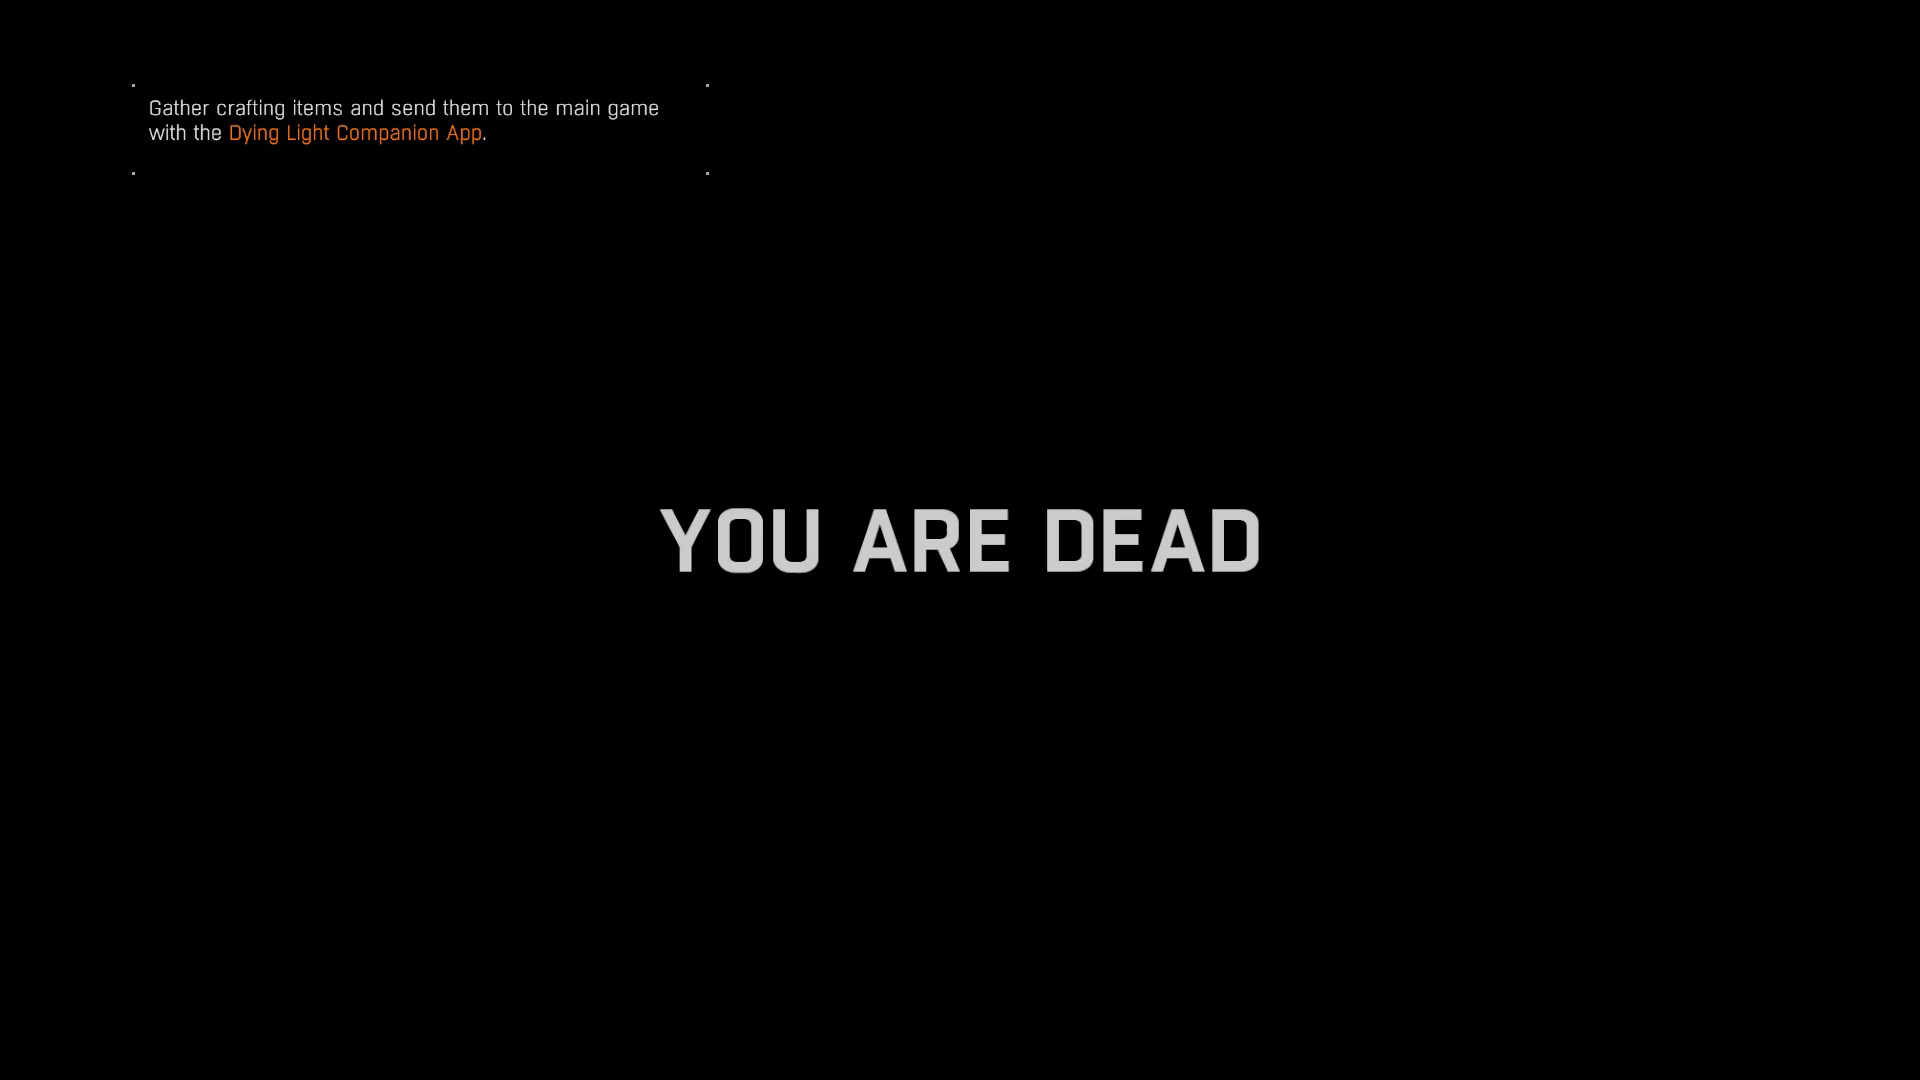 Gather crafting items and send them to the main game
with the Dying Light Companion App.
YOU ARE DEAD